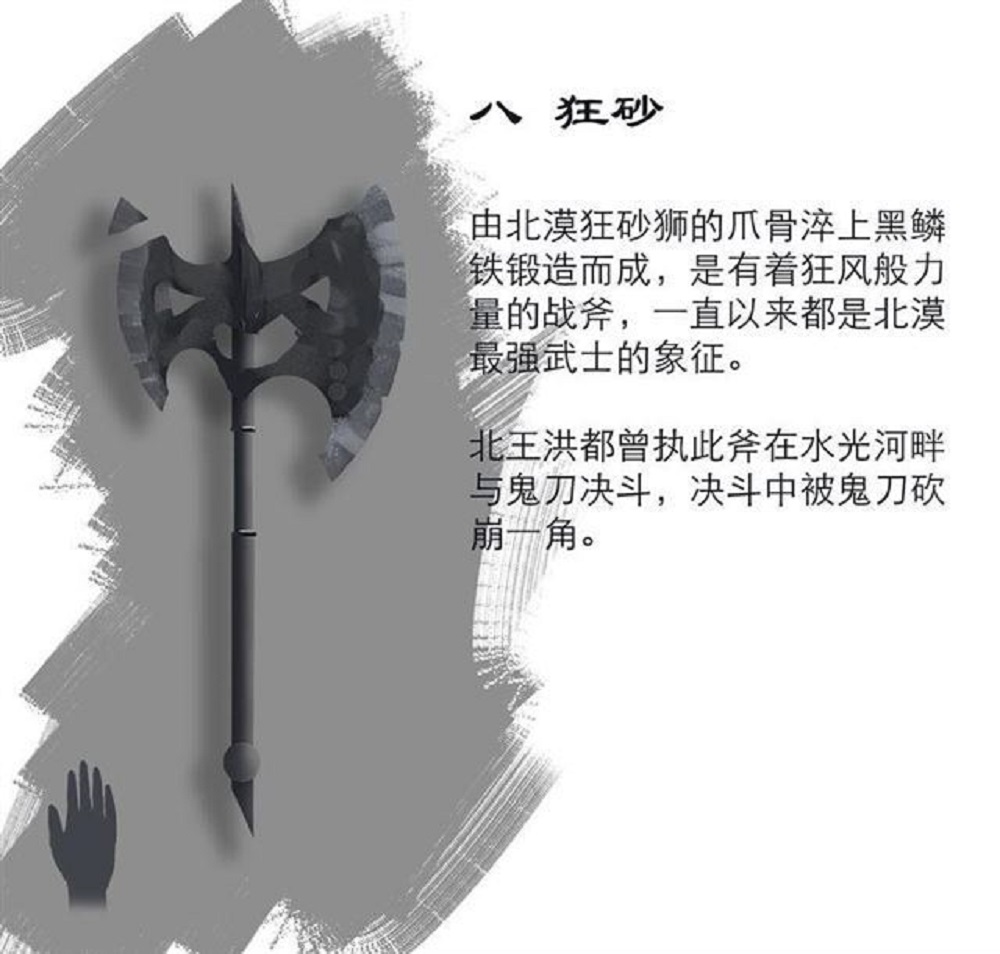 八 狂砂
由北漠狂砂狮的爪骨淬上黑鳞
铁锻造而成，是有着狂风般力
量的战斧，一直以来都是北漠
最强武士的象征。
北王洪都曾执此斧在水光河畔
与鬼刀决斗，决斗中被鬼刀砍
崩一角。